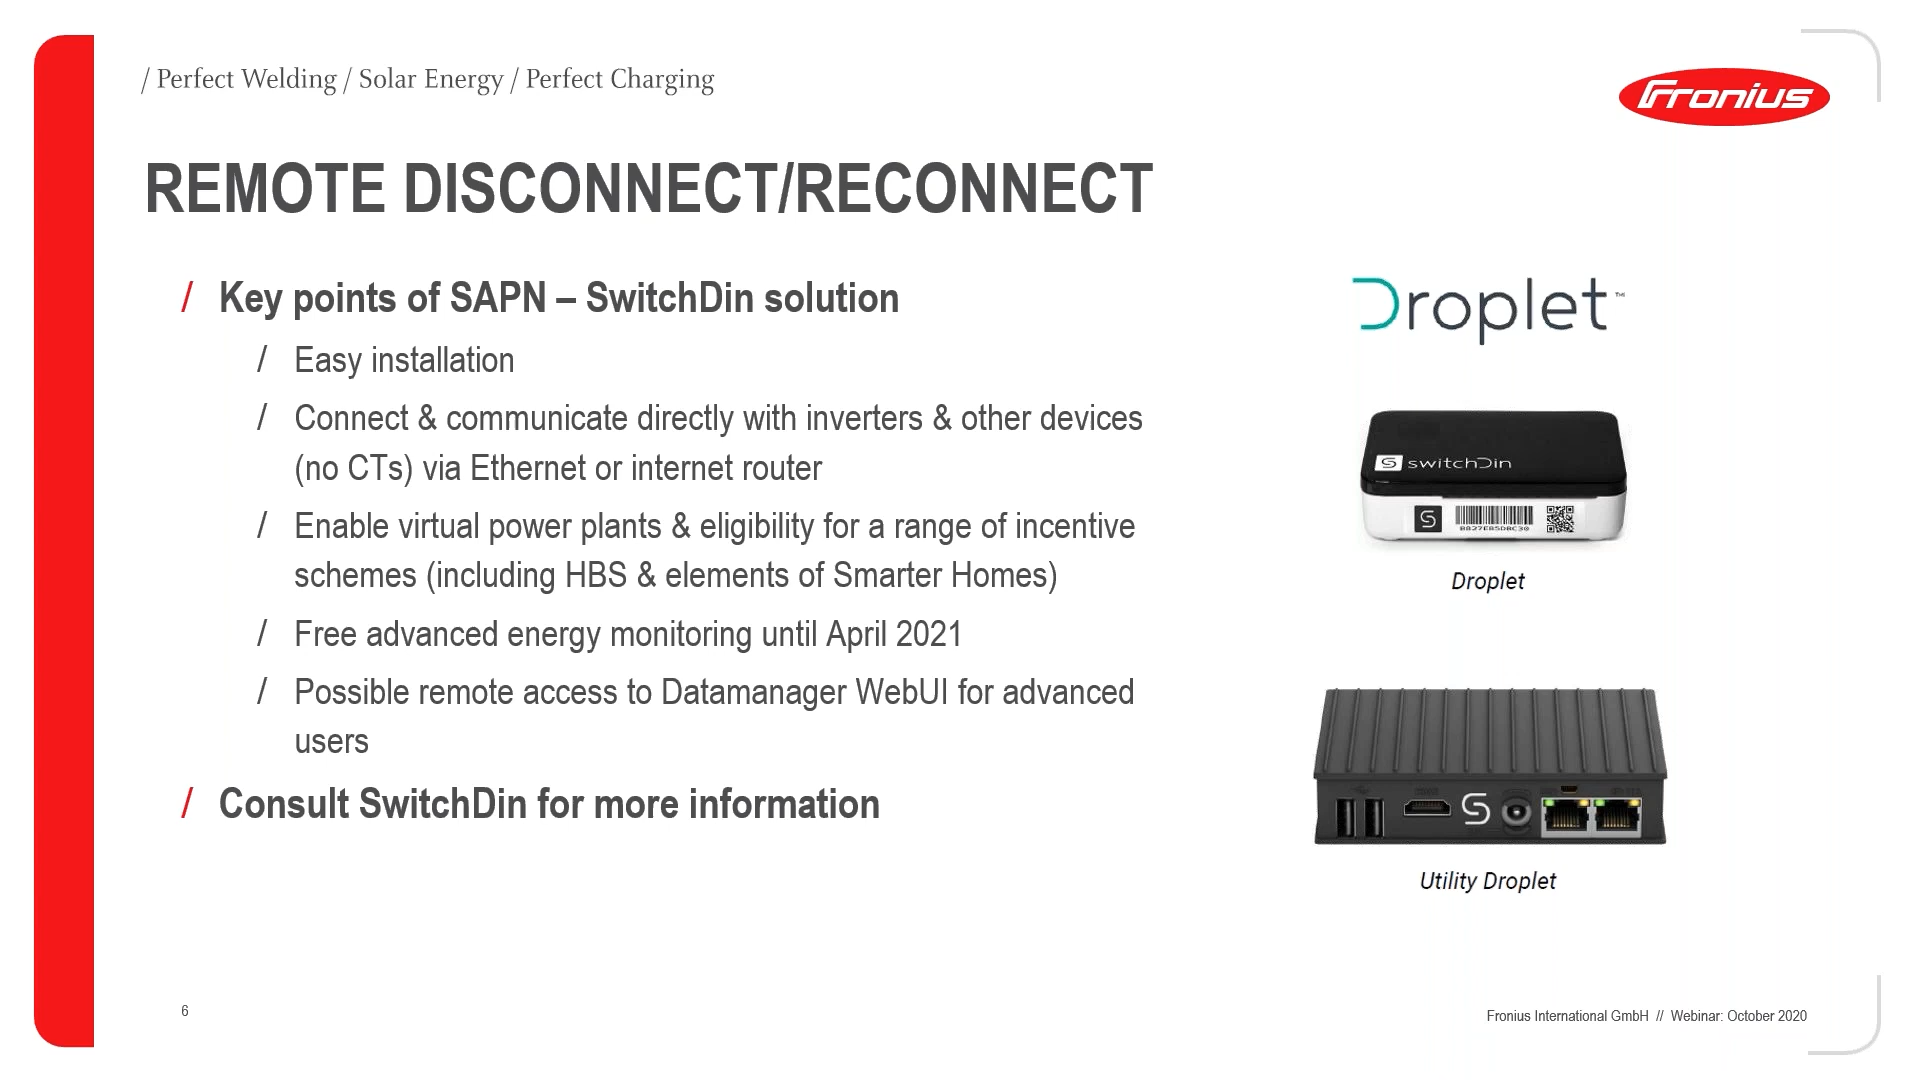 / Perfect Welding / Solar Energy / Perfect Charging
Fronius
REMOTE DISCONNECT/RECONNECT
/ Key points of SAPN – SwitchDin solution
/ Easy installation
/ Connect & communicate directly with inverters & other devices
(no CTs) via Ethernet or internet router
/ Enable virtual power plants & eligibility for a range of incentive
schemes (including HBS & elements of Smarter Homes)
/ Free advanced energy monitoring until April 2021
/ Possible remote access to Datamanager WebUI for advanced
users
/ Consult SwitchDin for more information
Droplet™
switchDin
Droplet
Utility Droplet
6
Fronius International GmbH // Webinar: October 2020